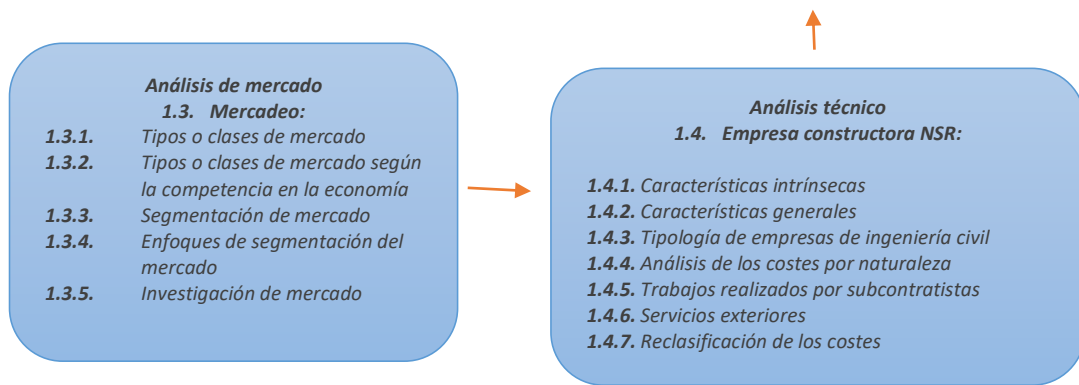 Análisis de mercado
1.3. Mercadeo:
1.3.1. Tipos o clases de mercado
1.3.2. Tipos o clases de mercado según
la competencia en la economía
1.3.3. Segmentación de mercado
1.3.4. Enfoques de segmentación del
mercado
1.3.5. Investigación de mercado
Análisis técnico
1.4. Empresa constructora NSR:
1.4.1. Características intrínsecas
1.4.2. Características generales
1.4.3. Tipología de empresas de ingeniería civil
1.4.4. Análisis de los costes por naturaleza
1.4.5. Trabajos realizados por subcontratistas
1.4.6. Servicios exteriores
1.4.7. Reclasificación de los costes